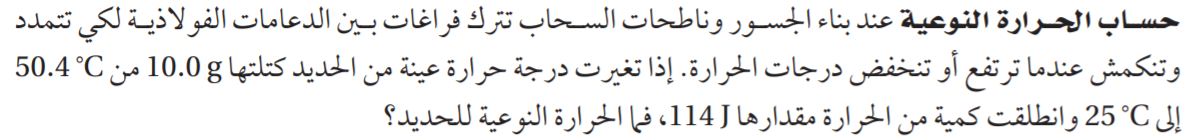 حساب الحرارة النوعية عند بناء الجسور وناطحات السحاب تترك فراغات بين الدعامات الفولاذية لكي تتمدد
وتنكمش عندما ترتفع أو تنخفض درجات الحرارة. إذا تغيرت درجة حرارة عينة من الحديد كتلتها 10.0 g من 50.4 °C
إلى 25 °C وانطلقت كمية من الحرارة مقدارها 114 J، فما الحرارة النوعية للحديد؟